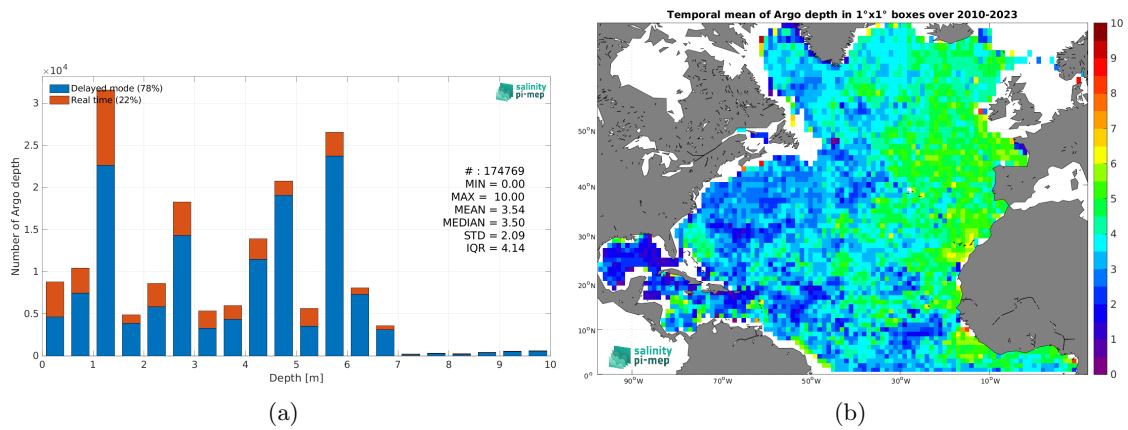 ×10⁴
Delayed mode (78%)
Real time (22%)
salinity
pi-mep
3
2.5
2
1.5
1
0.5
0
Number of Argo depth
# : 174769
MIN = 0.00
MAX = 10.00
MEAN = 3.54
MEDIAN = 3.50
STD = 2.09
IQR = 4.14
0 1 2 3 4 5 6 7 8 9 10
Depth [m]
(a)
Temporal mean of Argo depth in 1°x1° boxes over 2010-2023
50°N
40°N
30°N
20°N
10°N
0°
90°W 70°W 50°W 30°W 10°W
salinity
pi-mep
10
9
8
7
6
5
4
3
2
1
0
(b)